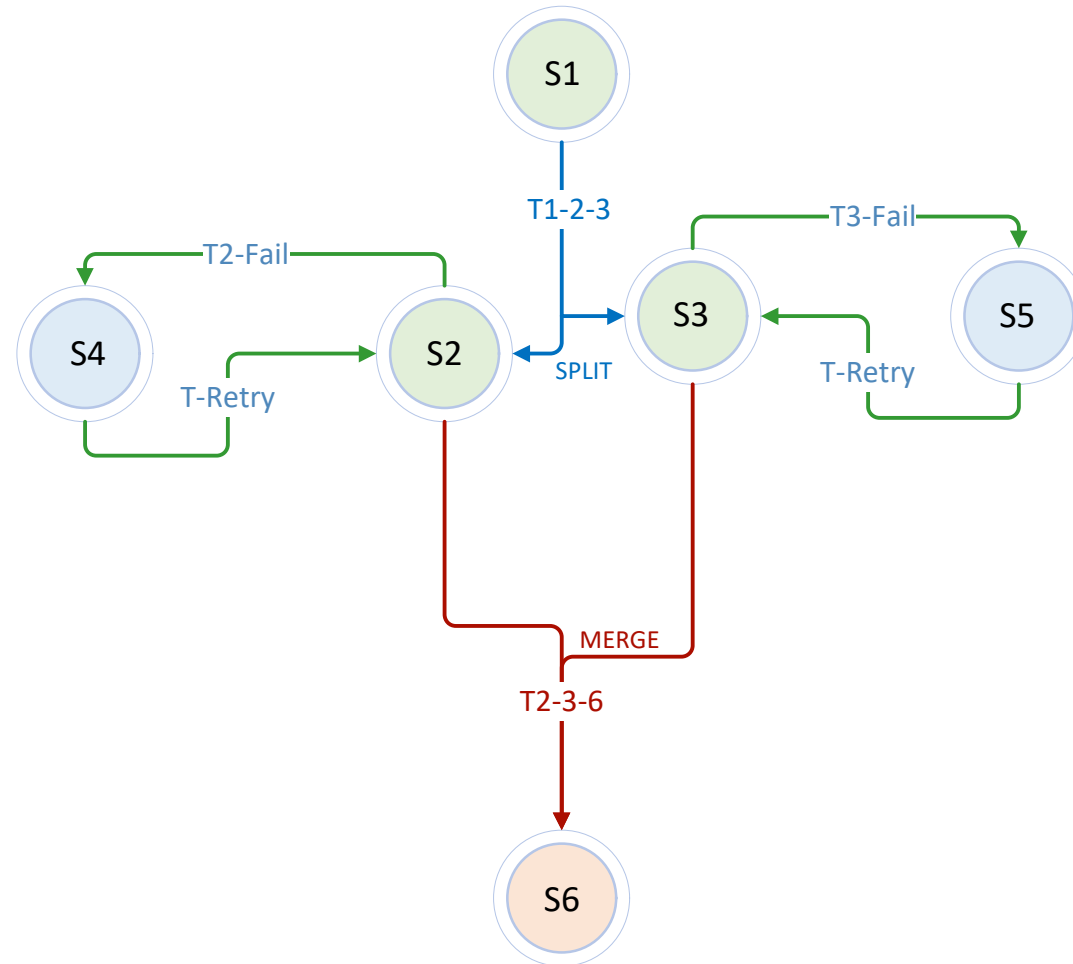 S1
T1-2-3
T3-Fail
T2-Fail
S3
S5
S4
S2
SPLIT
T-Retry
T-Retry
MERGE
T2-3-6
S6